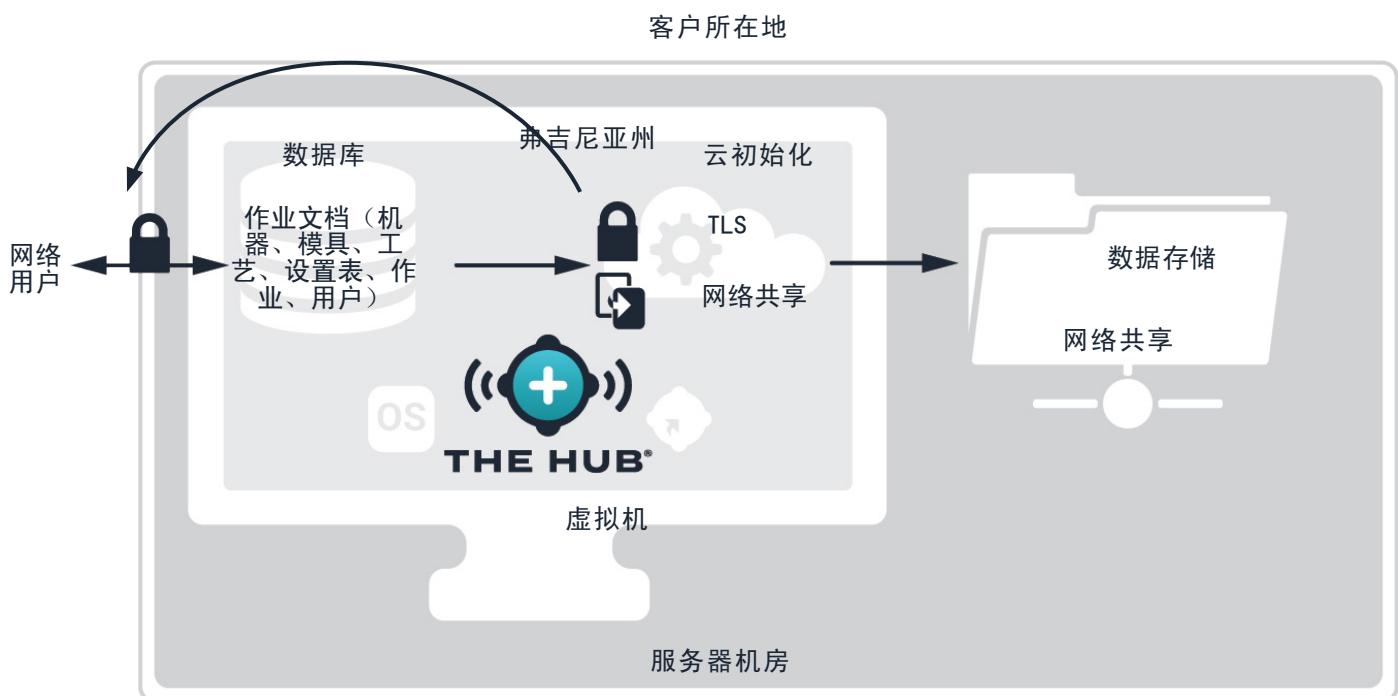 客户所在地
弗吉尼亚州
数据库
云初始化
作业文档（机
器、模具、工
艺、设置表、作
业、用户）
TLS
网络共享
网络
用户
数据存储
网络共享
OS
THE HUB®
虚拟机
服务器机房